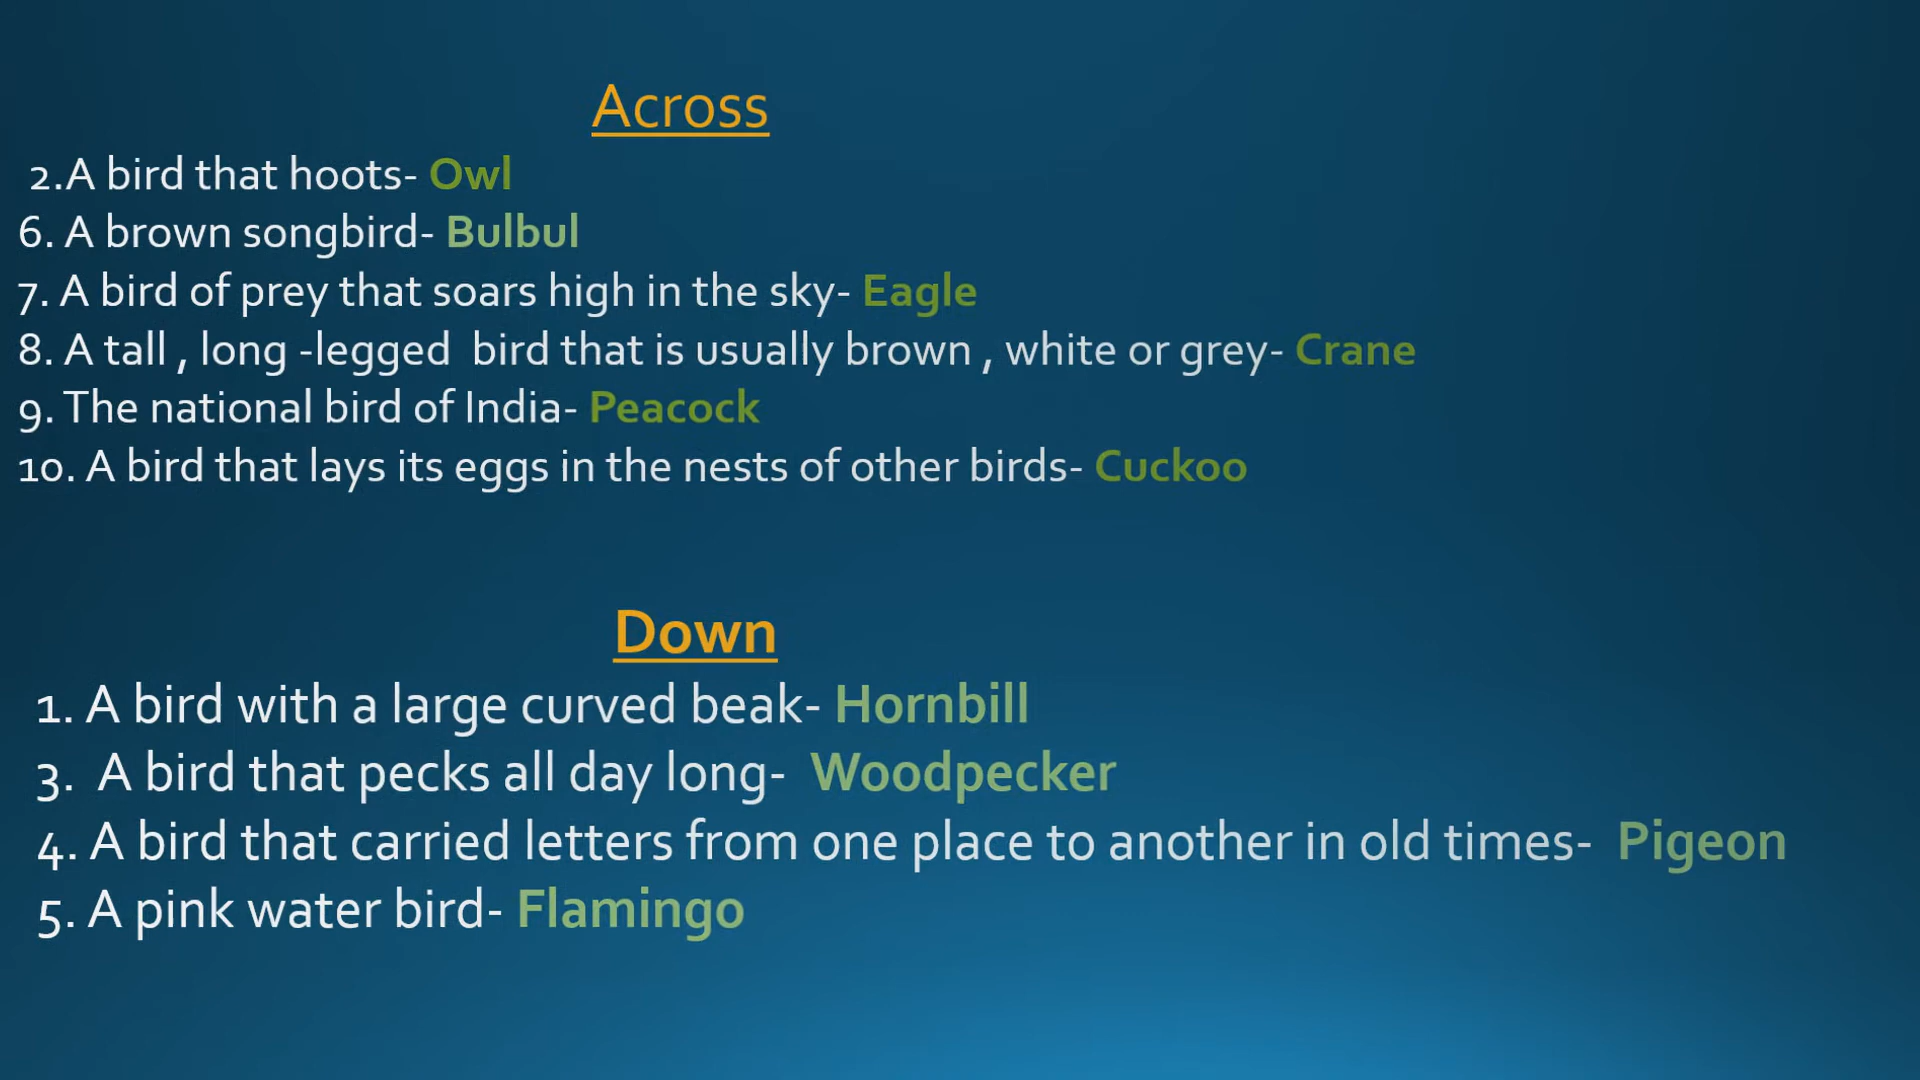 Across
2.A bird that hoots- Owl
6. A brown songbird- Bulbul
7. A bird of prey that soars high in the sky- Eagle
8. A tall , long -legged  bird that is usually brown , white or grey- Crane
9. The national bird of India- Peacock
10. A bird that lays its eggs in the nests of other birds- Cuckoo
Down
1. A bird with a large curved beak- Hornbill
3.  A bird that pecks all day long-  Woodpecker
4. A bird that carried letters from one place to another in old times-  Pigeon
5. A pink water bird- Flamingo